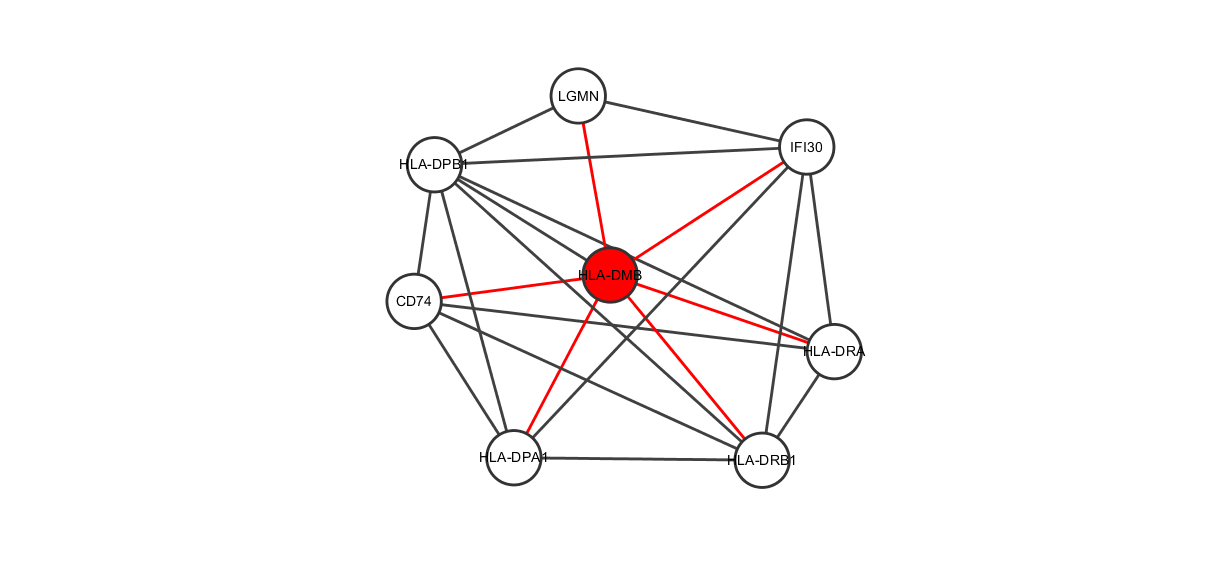 LGMN
IFI30
HLA-DPB1
HLA-DMB
CD74
HLA-DRA
HLA-DPA1
HLA-DRB1